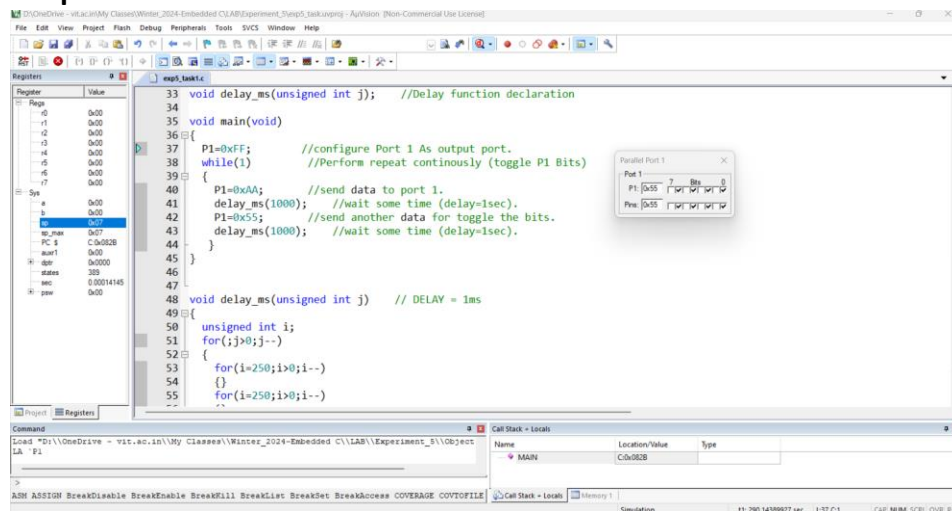 D:\OneDrive - vit.ac.in\My Classes\Winter_2024-Embedded C\LAB\Experiment_5\exp5_task.uvproj - µVision [Non-Commercial Use License]
File Edit View Project Flash Debug Peripherals Tools SVCS Window Help
Registers
Register Value
Regs
r0 0x00
r1 0x00
r2 0x00
r3 0x00
r4 0x00
r5 0x00
r6 0x00
r7 0x00
Sys
a 0x00
b 0x00
sp 0x07
sp_max 0x07
PC $ C:0x082B
auxr1 0x00
dptr 0x0000
states 389
sec 0.00014145
psw 0x00
Project Registers
exp5_task1.c
33 void delay_ms(unsigned int j); //Delay function declaration
34
35 void main(void)
36 {
37 P1=0xFF; //configure Port 1 As output port.
38 while(1) //Perform repeat continously (toggle P1 Bits)
39 {
40 P1=0xAA; //send data to port 1.
41 delay_ms(1000); //wait some time (delay=1sec).
42 P1=0x55; //send another data for toggle the bits.
43 delay_ms(1000); //wait some time (delay=1sec).
44 }
45 }
46
47
48 void delay_ms(unsigned int j) // DELAY = 1ms
49 {
50 unsigned int i;
51 for(;j>0;j--)
52 {
53 for(i=250;i>0;i--)
54 {}
55 for(i=250;i>0;i--)
Parallel Port 1
Port 1
7 Bits 0
P1: 0x55
Pins: 0x55
Command
Load "D:\\OneDrive - vit.ac.in\\My Classes\\Winter_2024-Embedded C\\LAB\\Experiment_5\\Object
LA `P1
>
ASM ASSIGN BreakDisable BreakEnable BreakKill BreakList BreakSet BreakAccess COVERAGE COVTOFILE
Call Stack + Locals
Name Location/Value Type
MAIN C:0x082B
Call Stack + Locals Memory 1
Simulation t1: 290.14389927 sec L:37 C:1 CAP NUM SCRL OVR